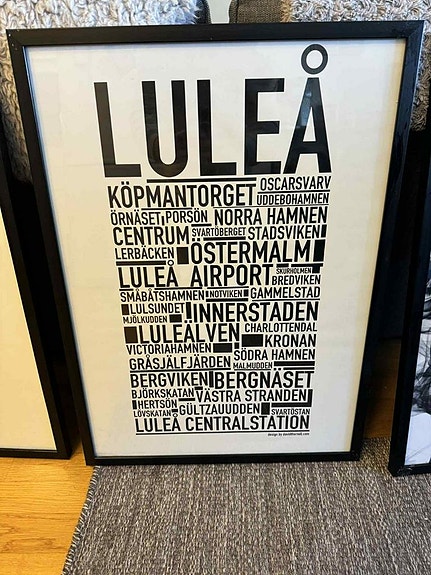 LULEÅ
KÖPMANTORGET OSCARSVARV
UDDEBOHAMNEN
ÖRNÄSET PORSÖN NORRA HAMNEN
CENTRUM SVARTÖBERGET STADSVIKEN
LERBÄCKEN ÖSTERMALM
LULEÅ AIRPORT SKURHOLMEN
BREDVIKEN
SMÅBÅTSHAMNEN NOTVIKEN GAMMELSTAD
LULSUNDET INNERSTADEN
MJÖLKUDDEN
LULEÄLVEN CHARLOTTENDAL
KRONAN
VICTORIAHAMNEN SÖDRA HAMNEN
GRÅSJÄLFJÄRDEN MALMUDDEN
BERGVIKEN BERGNÄSET
BJÖRKSKATAN VÄSTRA STRANDEN
HERTSÖN
LÖVSKATAN GÜLTZAUUDDEN SVARTÖSTAN
LULEÅ CENTRALSTATION